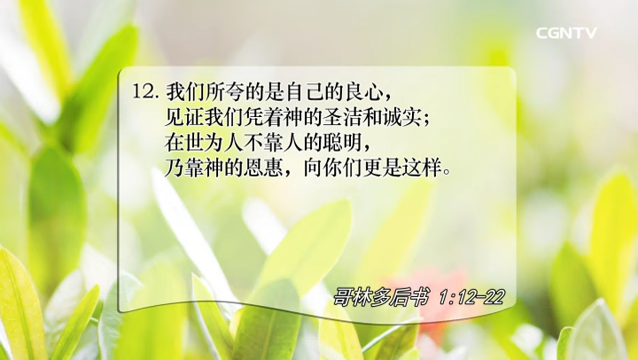 CGNTV
12. 我们所夸的是自己的良心，
见证我们凭着神的圣洁和诚实；
在世为人不靠人的聪明，
乃靠神的恩惠，向你们更是这样。
哥林多后书 1:12-22